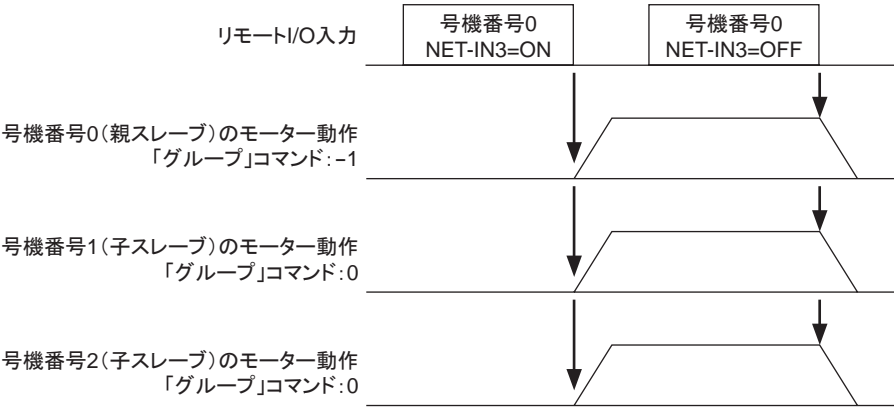 リモートI/O入力
号機番号0
NET-IN3=ON
号機番号0
NET-IN3=OFF
号機番号0(親スレーブ)のモーター動作
「グループ」コマンド:-1
号機番号1(子スレーブ)のモーター動作
「グループ」コマンド:0
号機番号2(子スレーブ)のモーター動作
「グループ」コマンド:0